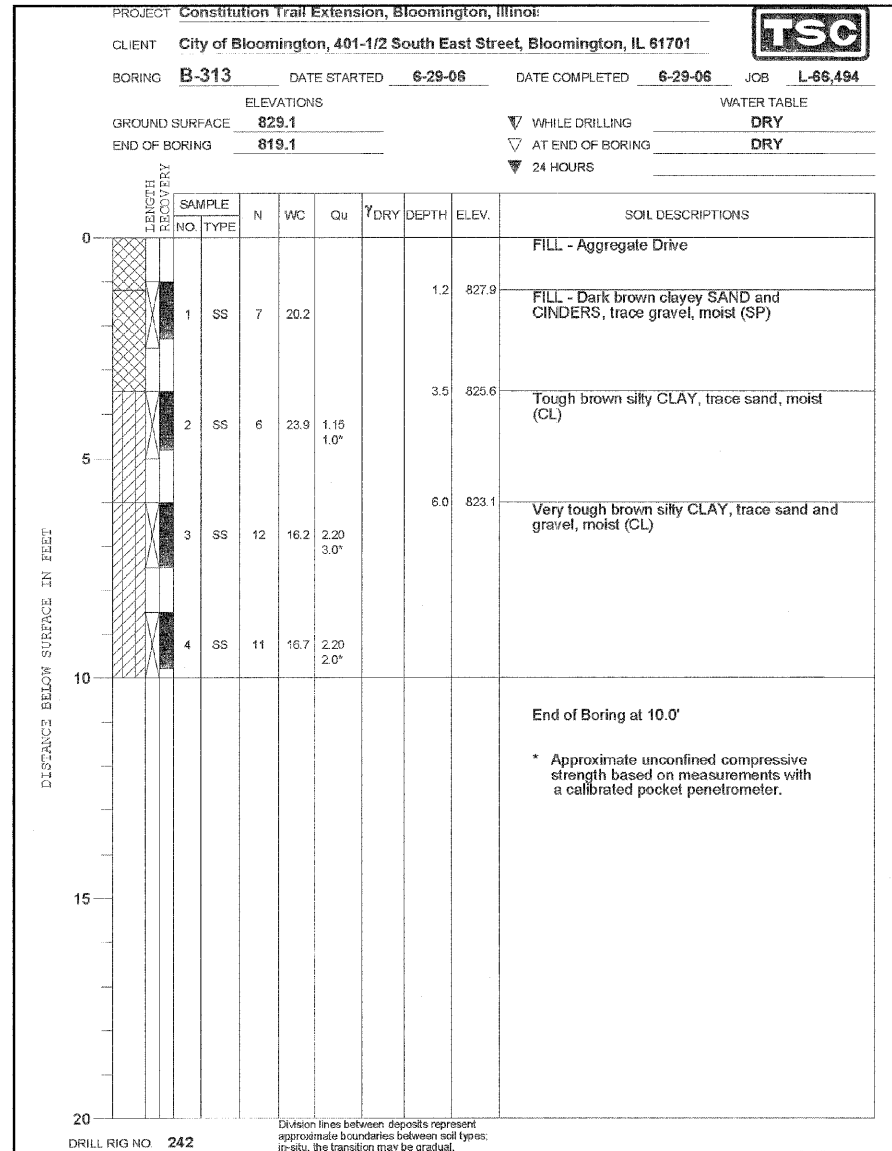 PROJECT Constitution Trail Extension, Bloomington, Illinois
TSC
CLIENT City of Bloomington, 401-1/2 South East Street, Bloomington, IL 61701
BORING B-313 DATE STARTED 6-29-06 DATE COMPLETED 6-29-06 JOB L-66,494
ELEVATIONS WATER TABLE
GROUND SURFACE 829.1 WHILE DRILLING DRY
END OF BORING 819.1 AT END OF BORING DRY
24 HOURS
LENGTH
RECOVERY
SAMPLE
NO. TYPE N WC Qu γDRY DEPTH ELEV. SOIL DESCRIPTIONS
0
FILL - Aggregate Drive
1.2 827.9
FILL - Dark brown clayey SAND and
CINDERS, trace gravel, moist (SP)
1 SS 7 20.2
3.5 825.6
Tough brown silty CLAY, trace sand, moist
(CL)
2 SS 6 23.9 1.15
1.0*
5
6.0 823.1
Very tough brown silty CLAY, trace sand and
gravel, moist (CL)
3 SS 12 16.2 2.20
3.0*
4 SS 11 16.7 2.20
2.0*
10
End of Boring at 10.0'
* Approximate unconfined compressive
strength based on measurements with
a calibrated pocket penetrometer.
15
20
DISTANCE BELOW SURFACE IN FEET
DRILL RIG NO. 242
Division lines between deposits represent
approximate boundaries between soil types;
in-situ, the transition may be gradual.